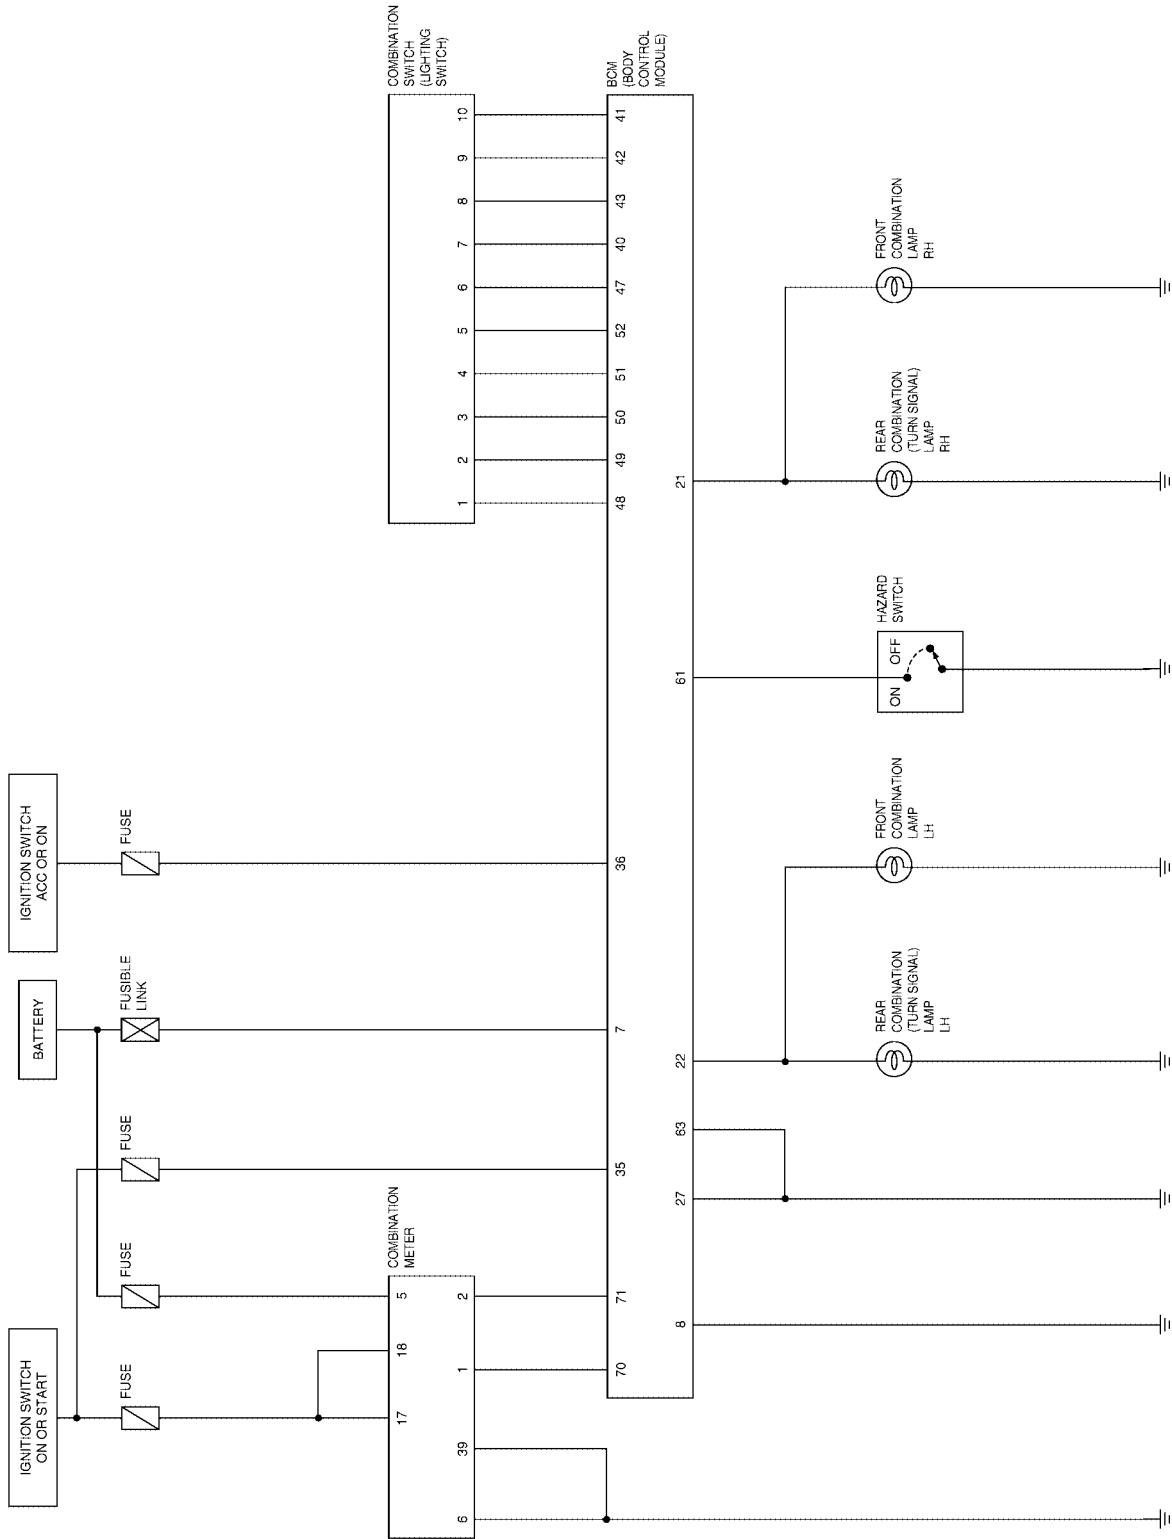 IGNITION SWITCH
ON OR START
BATTERY
IGNITION SWITCH
ACC OR ON
FUSE
FUSE
FUSE
FUSIBLE
LINK
FUSE
COMBINATION
METER
17
18
5
6
39
1
2
COMBINATION
SWITCH
(LIGHTING
SWITCH)
1
2
3
4
5
6
7
8
9
10
BCM
(BODY
CONTROL
MODULE)
70
71
35
7
36
48
49
50
51
52
47
40
43
42
41
8
27
63
22
61
21
REAR
COMBINATION
(TURN SIGNAL)
LAMP
LH
FRONT
COMBINATION
LAMP
LH
HAZARD
SWITCH
ON
OFF
REAR
COMBINATION
(TURN SIGNAL)
LAMP
RH
FRONT
COMBINATION
LAMP
RH